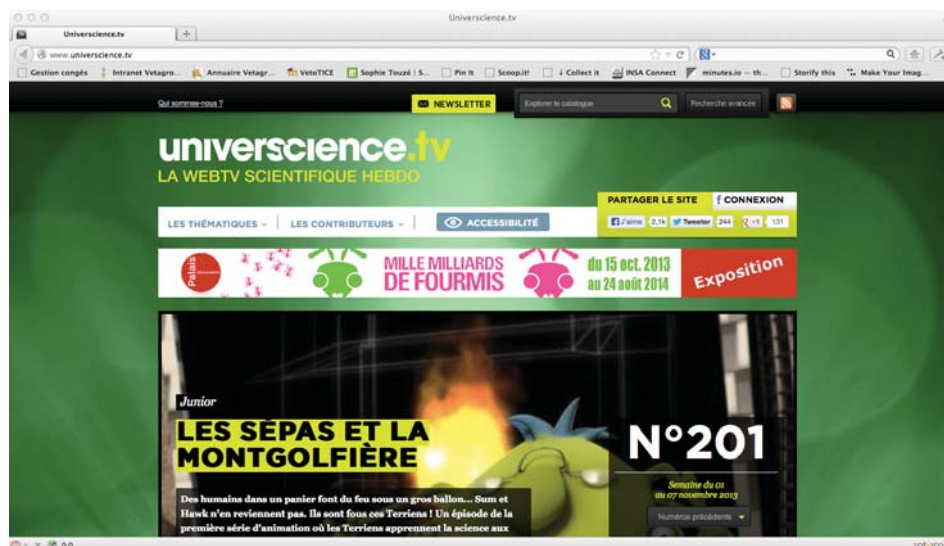 Universcience.tv
Universcience.tv
www.universcience.tv
Gestion congés Intranet Vetagro... Annuaire Vetagr... VetoTICE Sophie Touzé | S... Pin It Scoop.it! ↓ Collect it INSA Connect minutes.io — th... Storify this Make Your Imag...
Qui sommes-nous ? NEWSLETTER Explorer le catalogue Recherche avancée
universcience.tv
LA WEBTV SCIENTIFIQUE HEBDO
PARTAGER LE SITE f CONNEXION
LES THÉMATIQUES LES CONTRIBUTEURS ACCESSIBILITÉ J'aime 2,1k Tweeter 244 +1 131
Palais
MILLE MILLIARDS
DE FOURMIS
du 15 oct. 2013
au 24 août 2014
Exposition
Junior
LES SÉPAS ET LA
MONTGOLFIÈRE
Des humains dans un panier font du feu sous un gros ballon... Sum et
Hawk n'en reviennent pas. Ils sont fous ces Terriens ! Un épisode de la
première série d'animation où les Terriens apprennent la science aux
N°201
Semaine du 01
au 07 novembre 2013
Numéros précédents
zotero